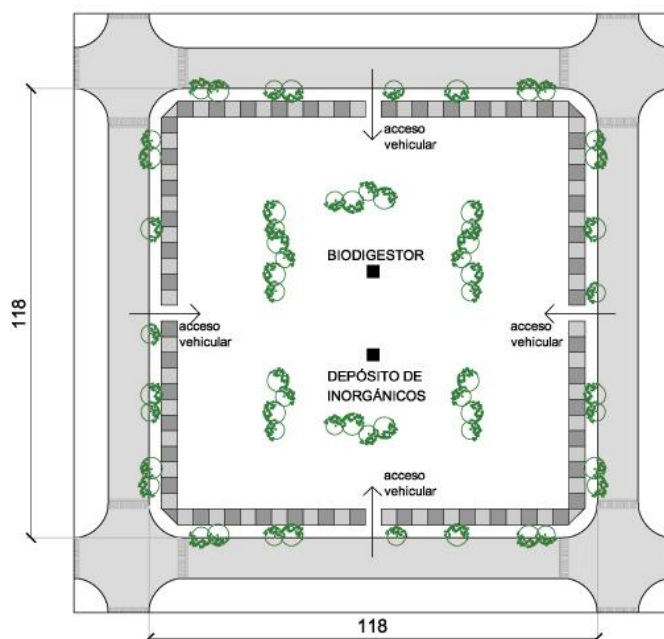 acceso
vehicular
118
BIODIGESTOR
acceso
vehicular
acceso
vehicular
DEPÓSITO DE
INORGÁNICOS
acceso
vehicular
118